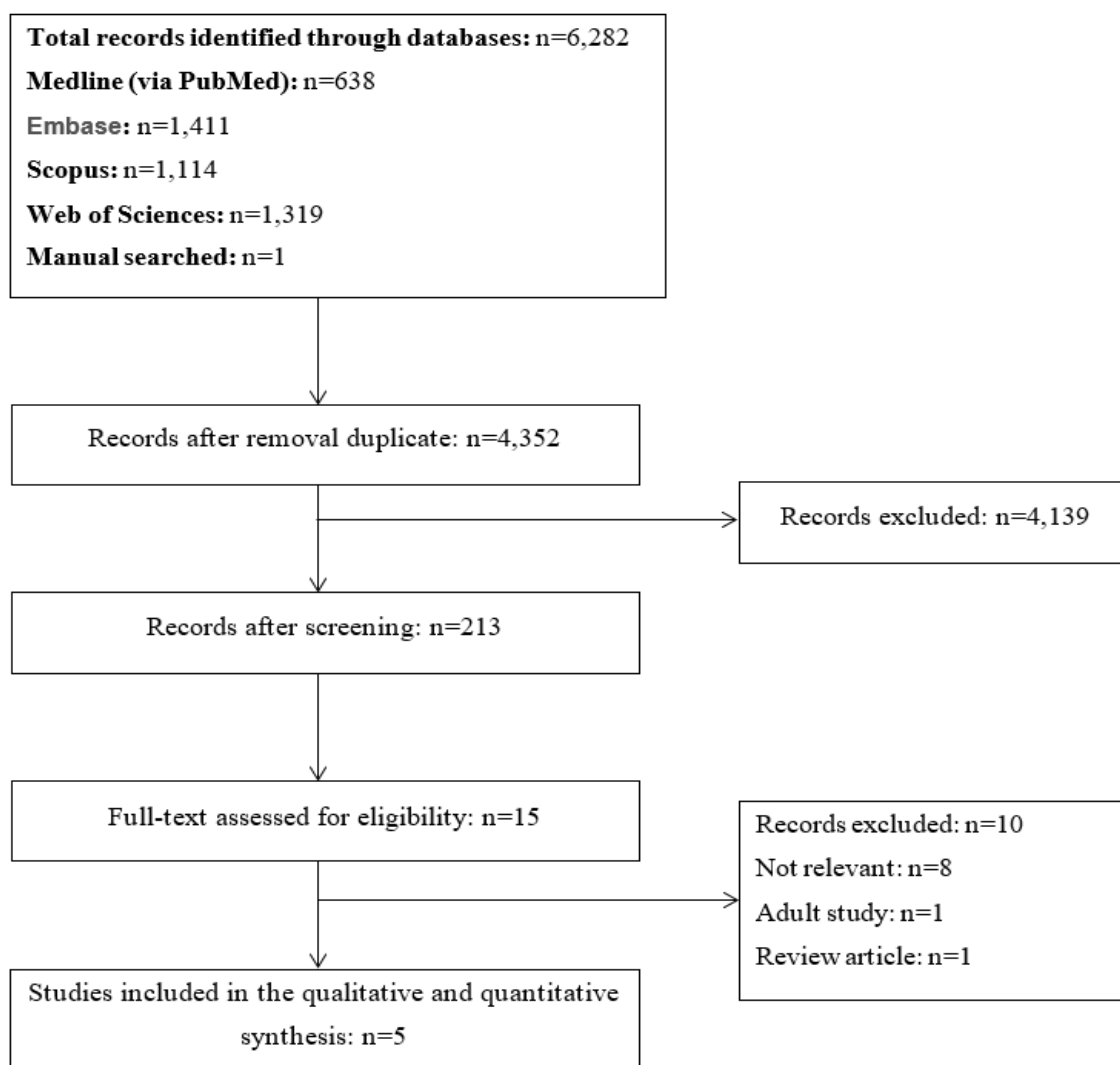 Total records identified through databases: n=6,282
Medline (via PubMed): n=638
Embase: n=1,411
Scopus: n=1,114
Web of Sciences: n=1,319
Manual searched: n=1
Records after removal duplicate: n=4,352
Records excluded: n=4,139
Records after screening: n=213
Full-text assessed for eligibility: n=15
Records excluded: n=10
Not relevant: n=8
Adult study: n=1
Review article: n=1
Studies included in the qualitative and quantitative
synthesis: n=5